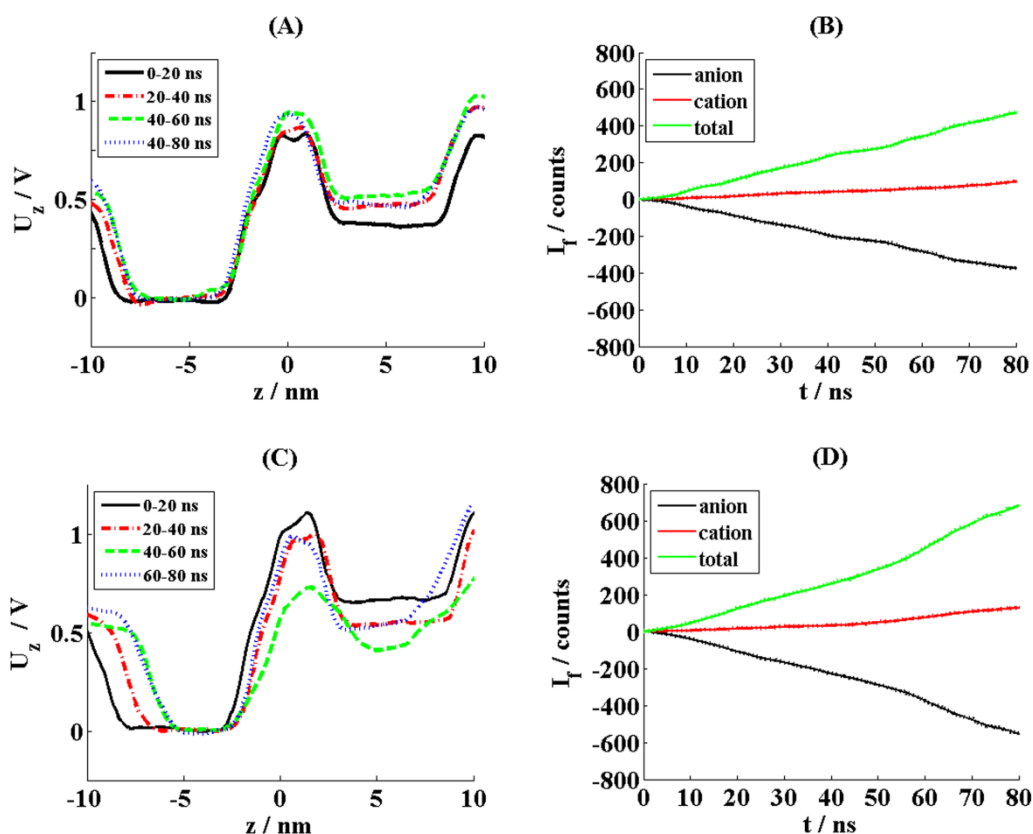 (A)
0-20 ns
20-40 ns
40-60 ns
40-80 ns
U_z / V
1
0.5
0
-10
-5
0
5
10
z / nm
(B)
anion
cation
total
I_f / counts
800
600
400
200
0
-200
-400
-600
-800
0
10
20
30
40
50
60
70
80
t / ns
(C)
0-20 ns
20-40 ns
40-60 ns
60-80 ns
U_z / V
1
0.5
0
-10
-5
0
5
10
z / nm
(D)
anion
cation
total
I_f / counts
800
600
400
200
0
-200
-400
-600
-800
0
10
20
30
40
50
60
70
80
t / ns